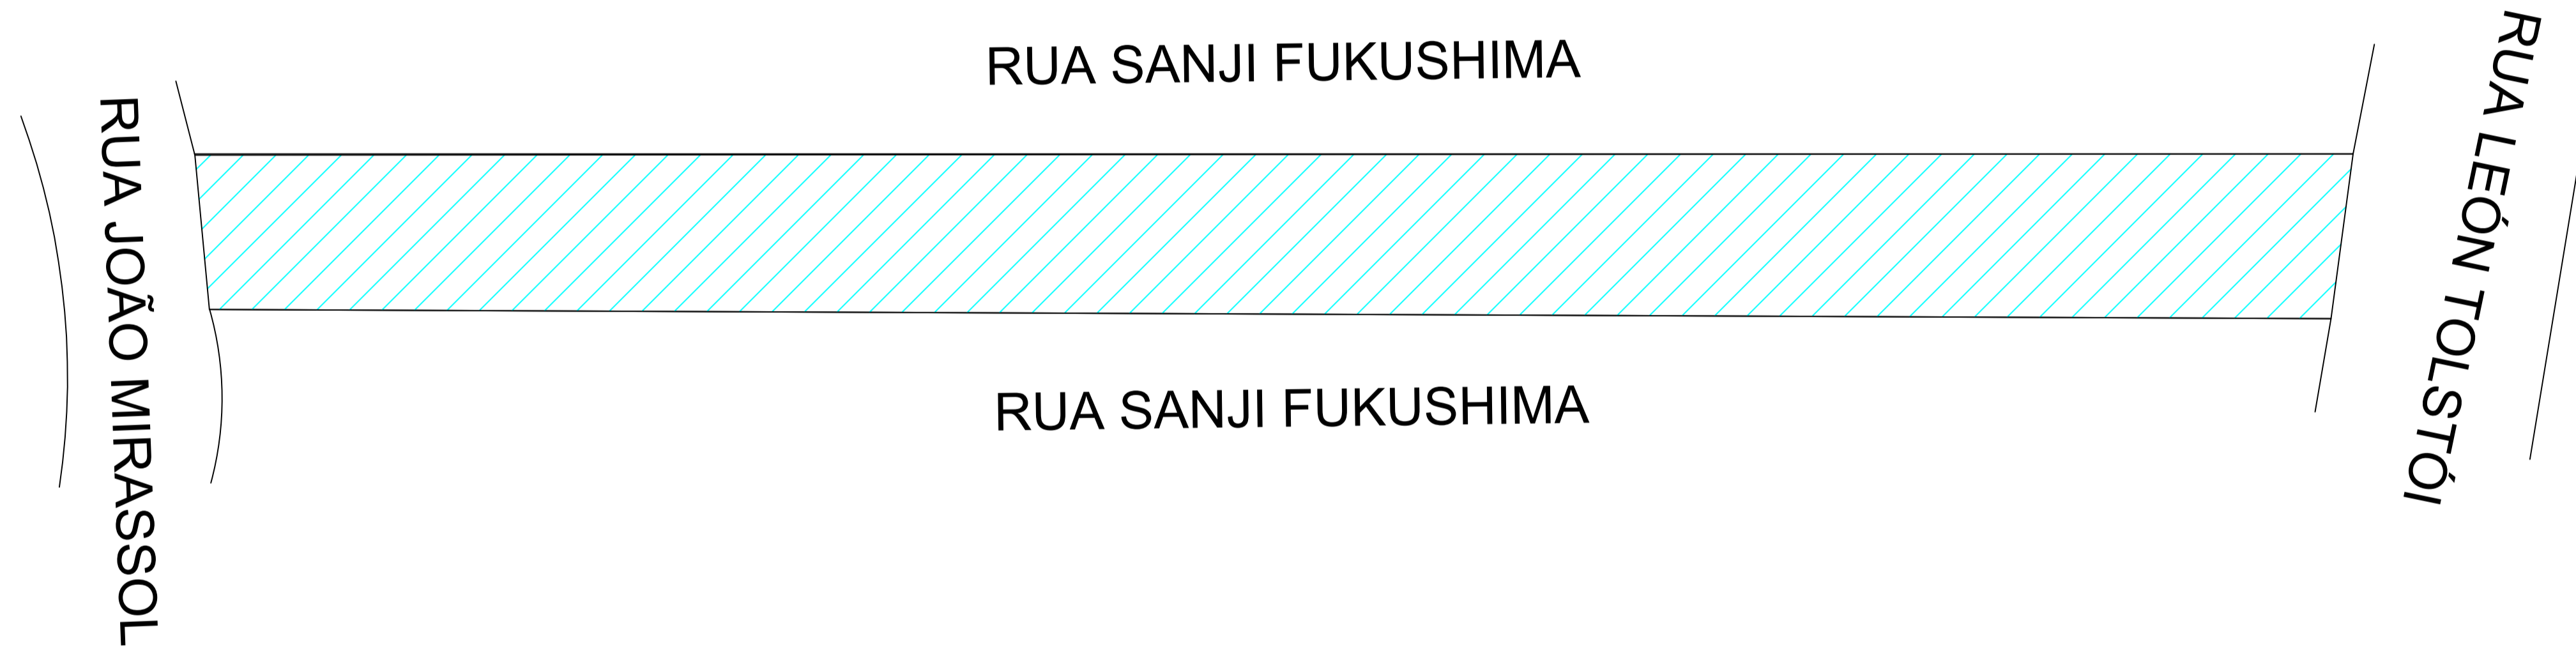 RUA SANJI FUKUSHIMA
RUA JOÃO MIRASSOL
RUA LEÓN TOLSTÓI
RUA SANJI FUKUSHIMA